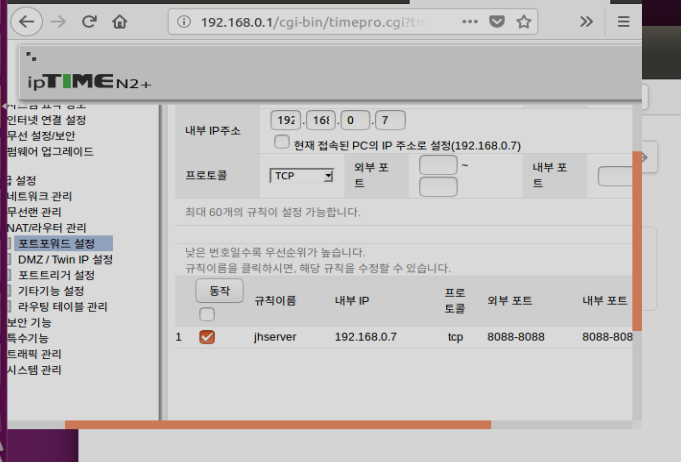 192.168.0.1/cgi-bin/timepro.cgi?tm
ipTIME N2+
인터넷 연결 설정
무선 설정/보안
펌웨어 업그레이드
급 설정
네트워크 관리
무선랜 관리
NAT/라우터 관리
포트포워드 설정
DMZ / Twin IP 설정
포트트리거 설정
기타기능 설정
라우팅 테이블 관리
보안 기능
특수기능
트래픽 관리
시스템 관리
내부 IP주소
192 . 168 . 0 . 7
현재 접속된 PC의 IP 주소로 설정(192.168.0.7)
프로토콜 TCP 외부 포트 ~ 내부 포트
최대 60개의 규칙이 설정 가능합니다.
낮은 번호일수록 우선순위가 높습니다.
규칙이름을 클릭하시면, 해당 규칙을 수정할 수 있습니다.
동작 규칙이름 내부 IP 프로토콜 외부 포트 내부 포트
1 jhserver 192.168.0.7 tcp 8088-8088 8088-808